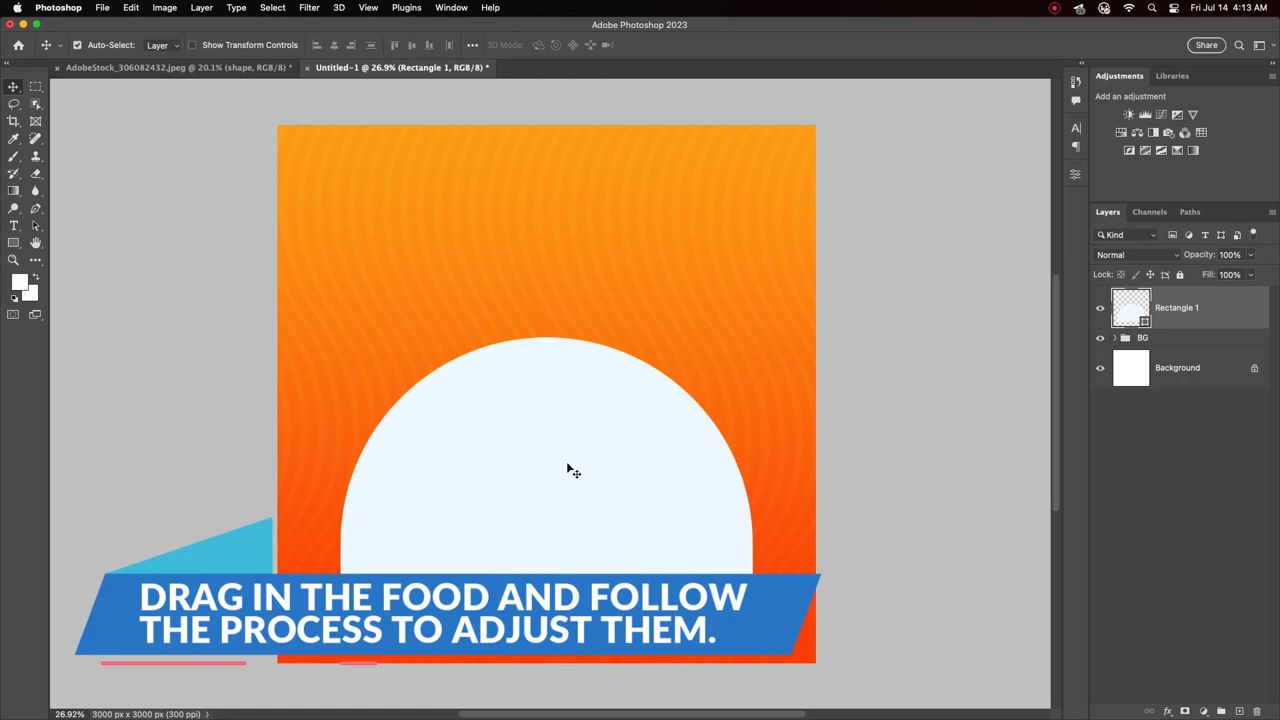 Photoshop File Edit Image Layer Type Select Filter 3D View Plugins Window Help Fri Jul 14 4:13 AM
Adobe Photoshop 2023
Auto-Select: Layer Show Transform Controls 3D Mode: Share
AdobeStock_306082432.jpeg @ 20.1% (shape, RGB/8) * Untitled-1 @ 26.9% (Rectangle 1, RGB/8) *
Adjustments Libraries
Add an adjustment
Layers Channels Paths
Kind
Normal Opacity: 100%
Lock: Fill: 100%
Rectangle 1
BG
Background
DRAG IN THE FOOD AND FOLLOW
THE PROCESS TO ADJUST THEM.
26.92% 3000 px x 3000 px (300 ppi)